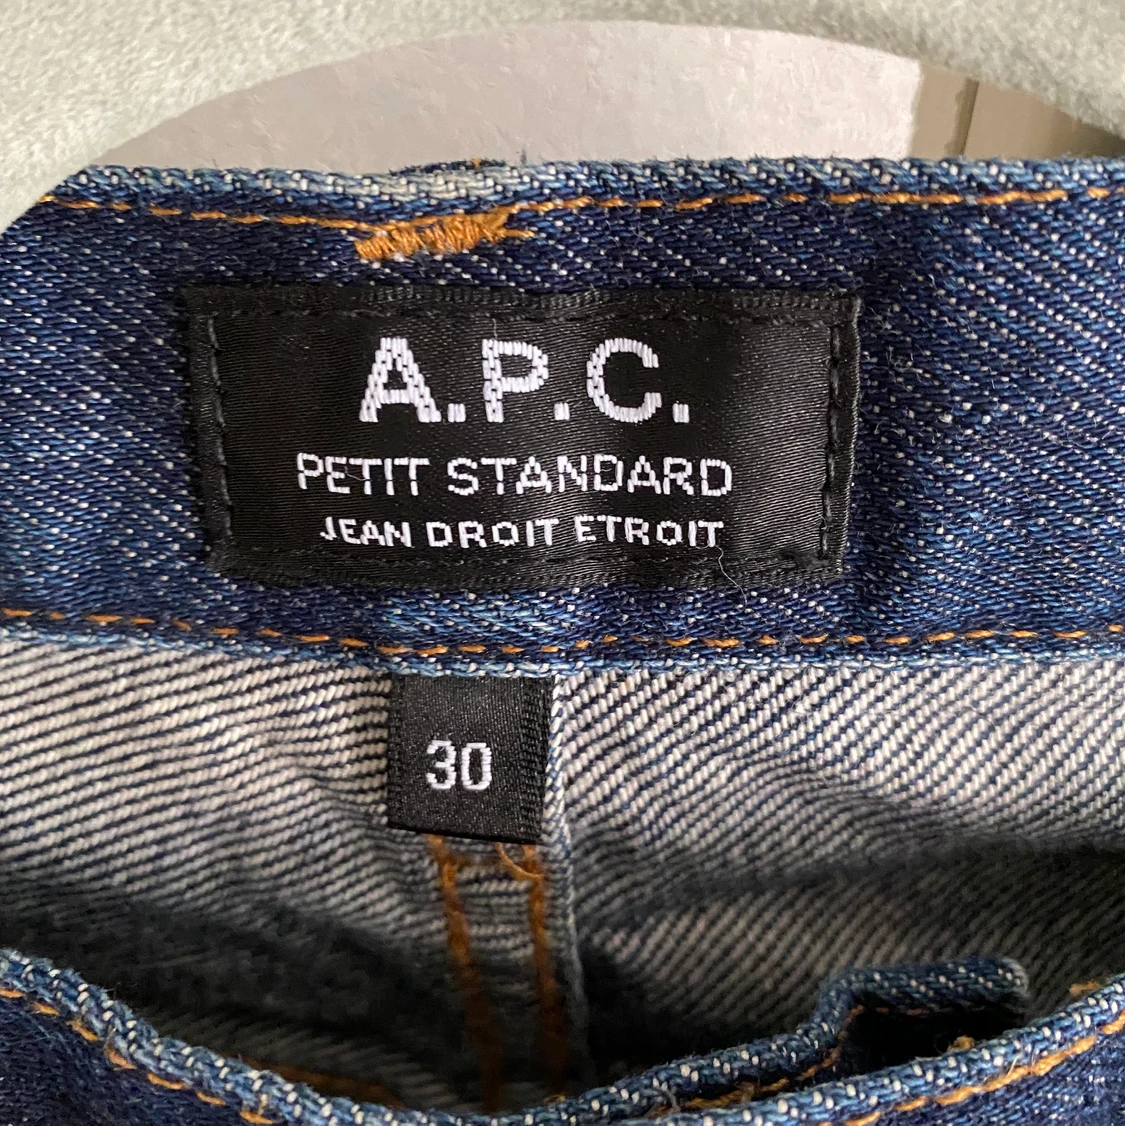 A.P.C.
PETIT STANDARD
JEAN DROIT ETROIT
30